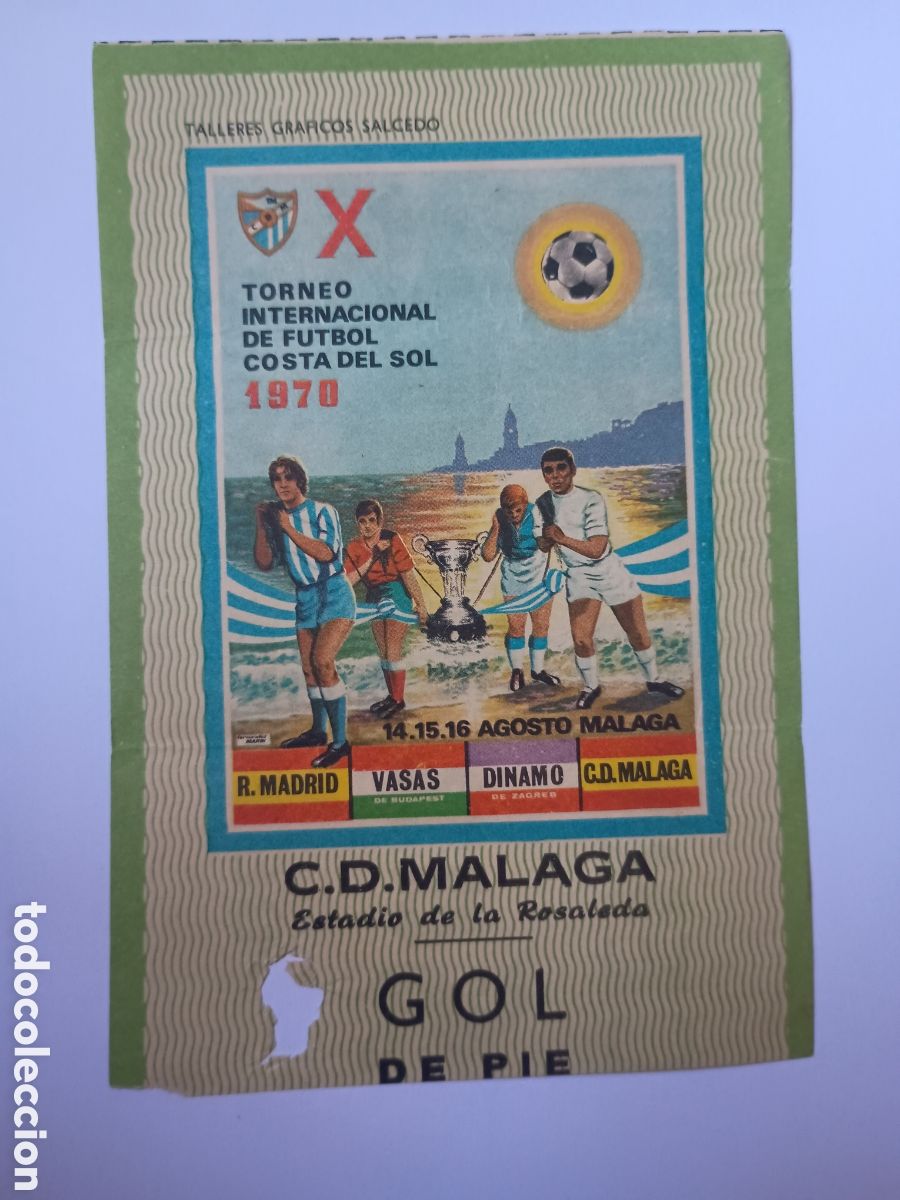 TALLERES GRAFICOS SALCEDO
X
TORNEO
INTERNACIONAL
DE FUTBOL
COSTA DEL SOL
1970
14.15.16 AGOSTO MALAGA
R. MADRID
VASAS
DE BUDAPEST
DINAMO
DE ZAGREB
C.D. MALAGA
C.D. MALAGA
Estadio de la Rosaleda
GOL
DE PIE
todocoleccion